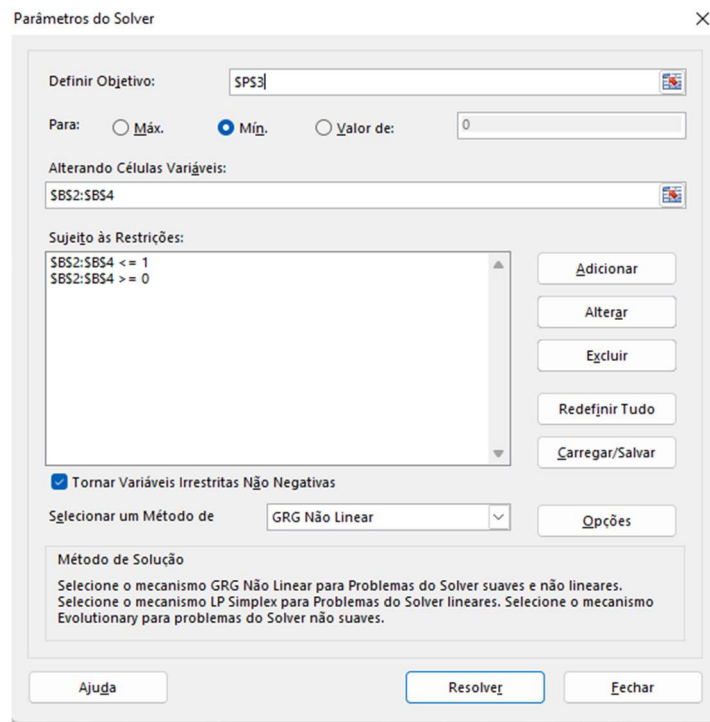 Parâmetros do Solver
Definir Objetivo: $P$3
Para: Máx. Mín. Valor de: 0
Alterando Células Variáveis:
$B$2:$B$4
Sujeito às Restrições:
$B$2:$B$4 <= 1
$B$2:$B$4 >= 0
Adicionar
Alterar
Excluir
Redefinir Tudo
Carregar/Salvar
Tornar Variáveis Irrestritas Não Negativas
Selecionar um Método de GRG Não Linear Opções
Método de Solução
Selecione o mecanismo GRG Não Linear para Problemas do Solver suaves e não lineares.
Selecione o mecanismo LP Simplex para Problemas do Solver lineares. Selecione o mecanismo
Evolutionary para problemas do Solver não suaves.
Ajuda Resolver Fechar